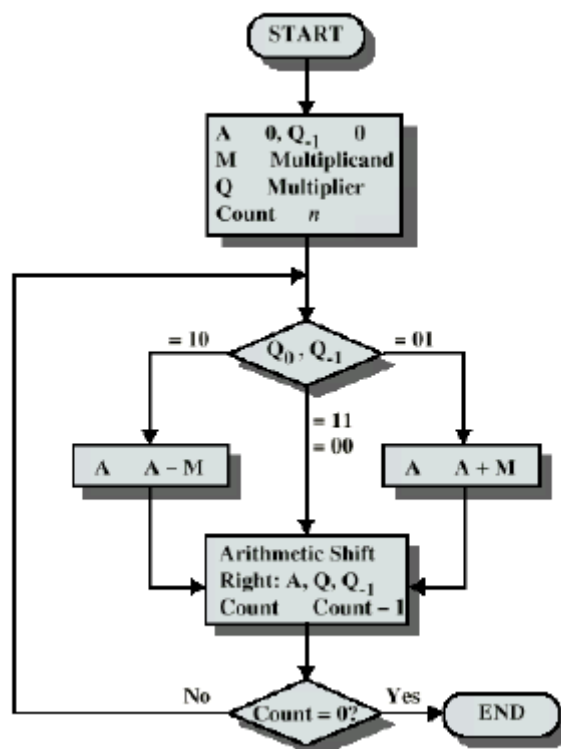 START
A 0, Q₋₁ 0
M Multiplicand
Q Multiplier
Count n
= 10
Q₀, Q₋₁
= 01
= 11
= 00
A A – M
A A + M
Arithmetic Shift
Right: A, Q, Q₋₁
Count Count – 1
No
Count = 0?
Yes
END